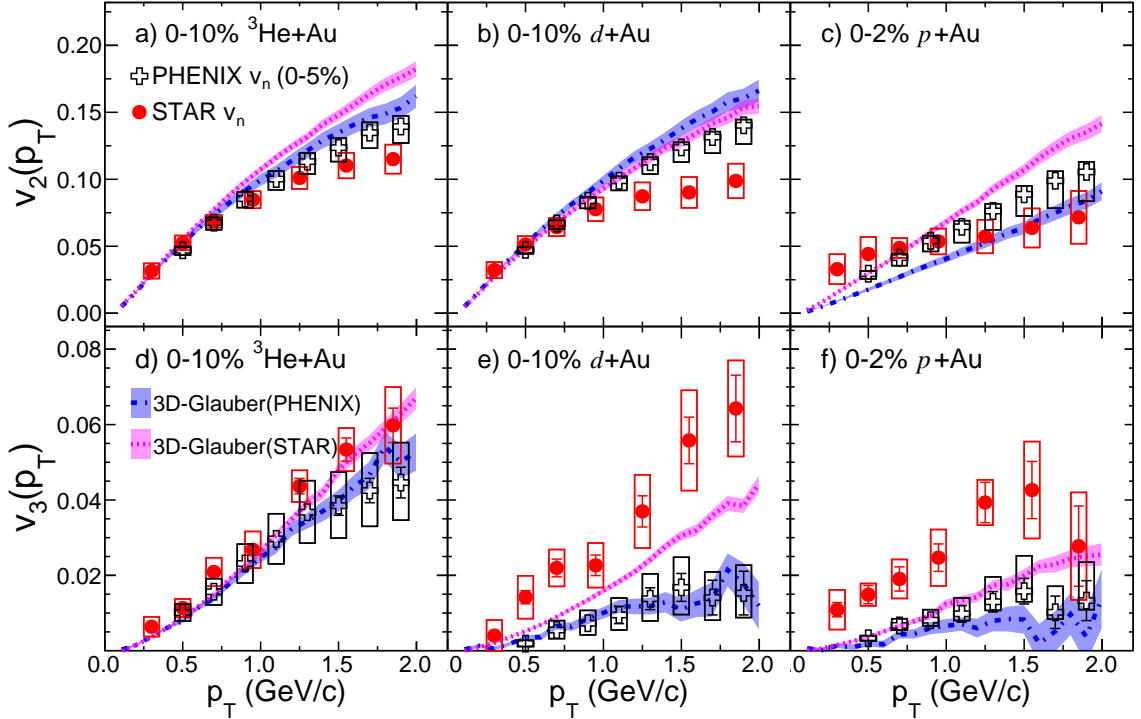 a) 0-10% ³He+Au
b) 0-10% d+Au
c) 0-2% p+Au
PHENIX vₙ (0-5%)
STAR vₙ
v₂(p_T)
0.20
0.15
0.10
0.05
0.00
d) 0-10% ³He+Au
e) 0-10% d+Au
f) 0-2% p+Au
3D-Glauber(PHENIX)
3D-Glauber(STAR)
v₃(p_T)
0.08
0.06
0.04
0.02
0.0 0.5 1.0 1.5 2.0 0.5 1.0 1.5 2.0 0.5 1.0 1.5 2.0
p_T (GeV/c) p_T (GeV/c) p_T (GeV/c)